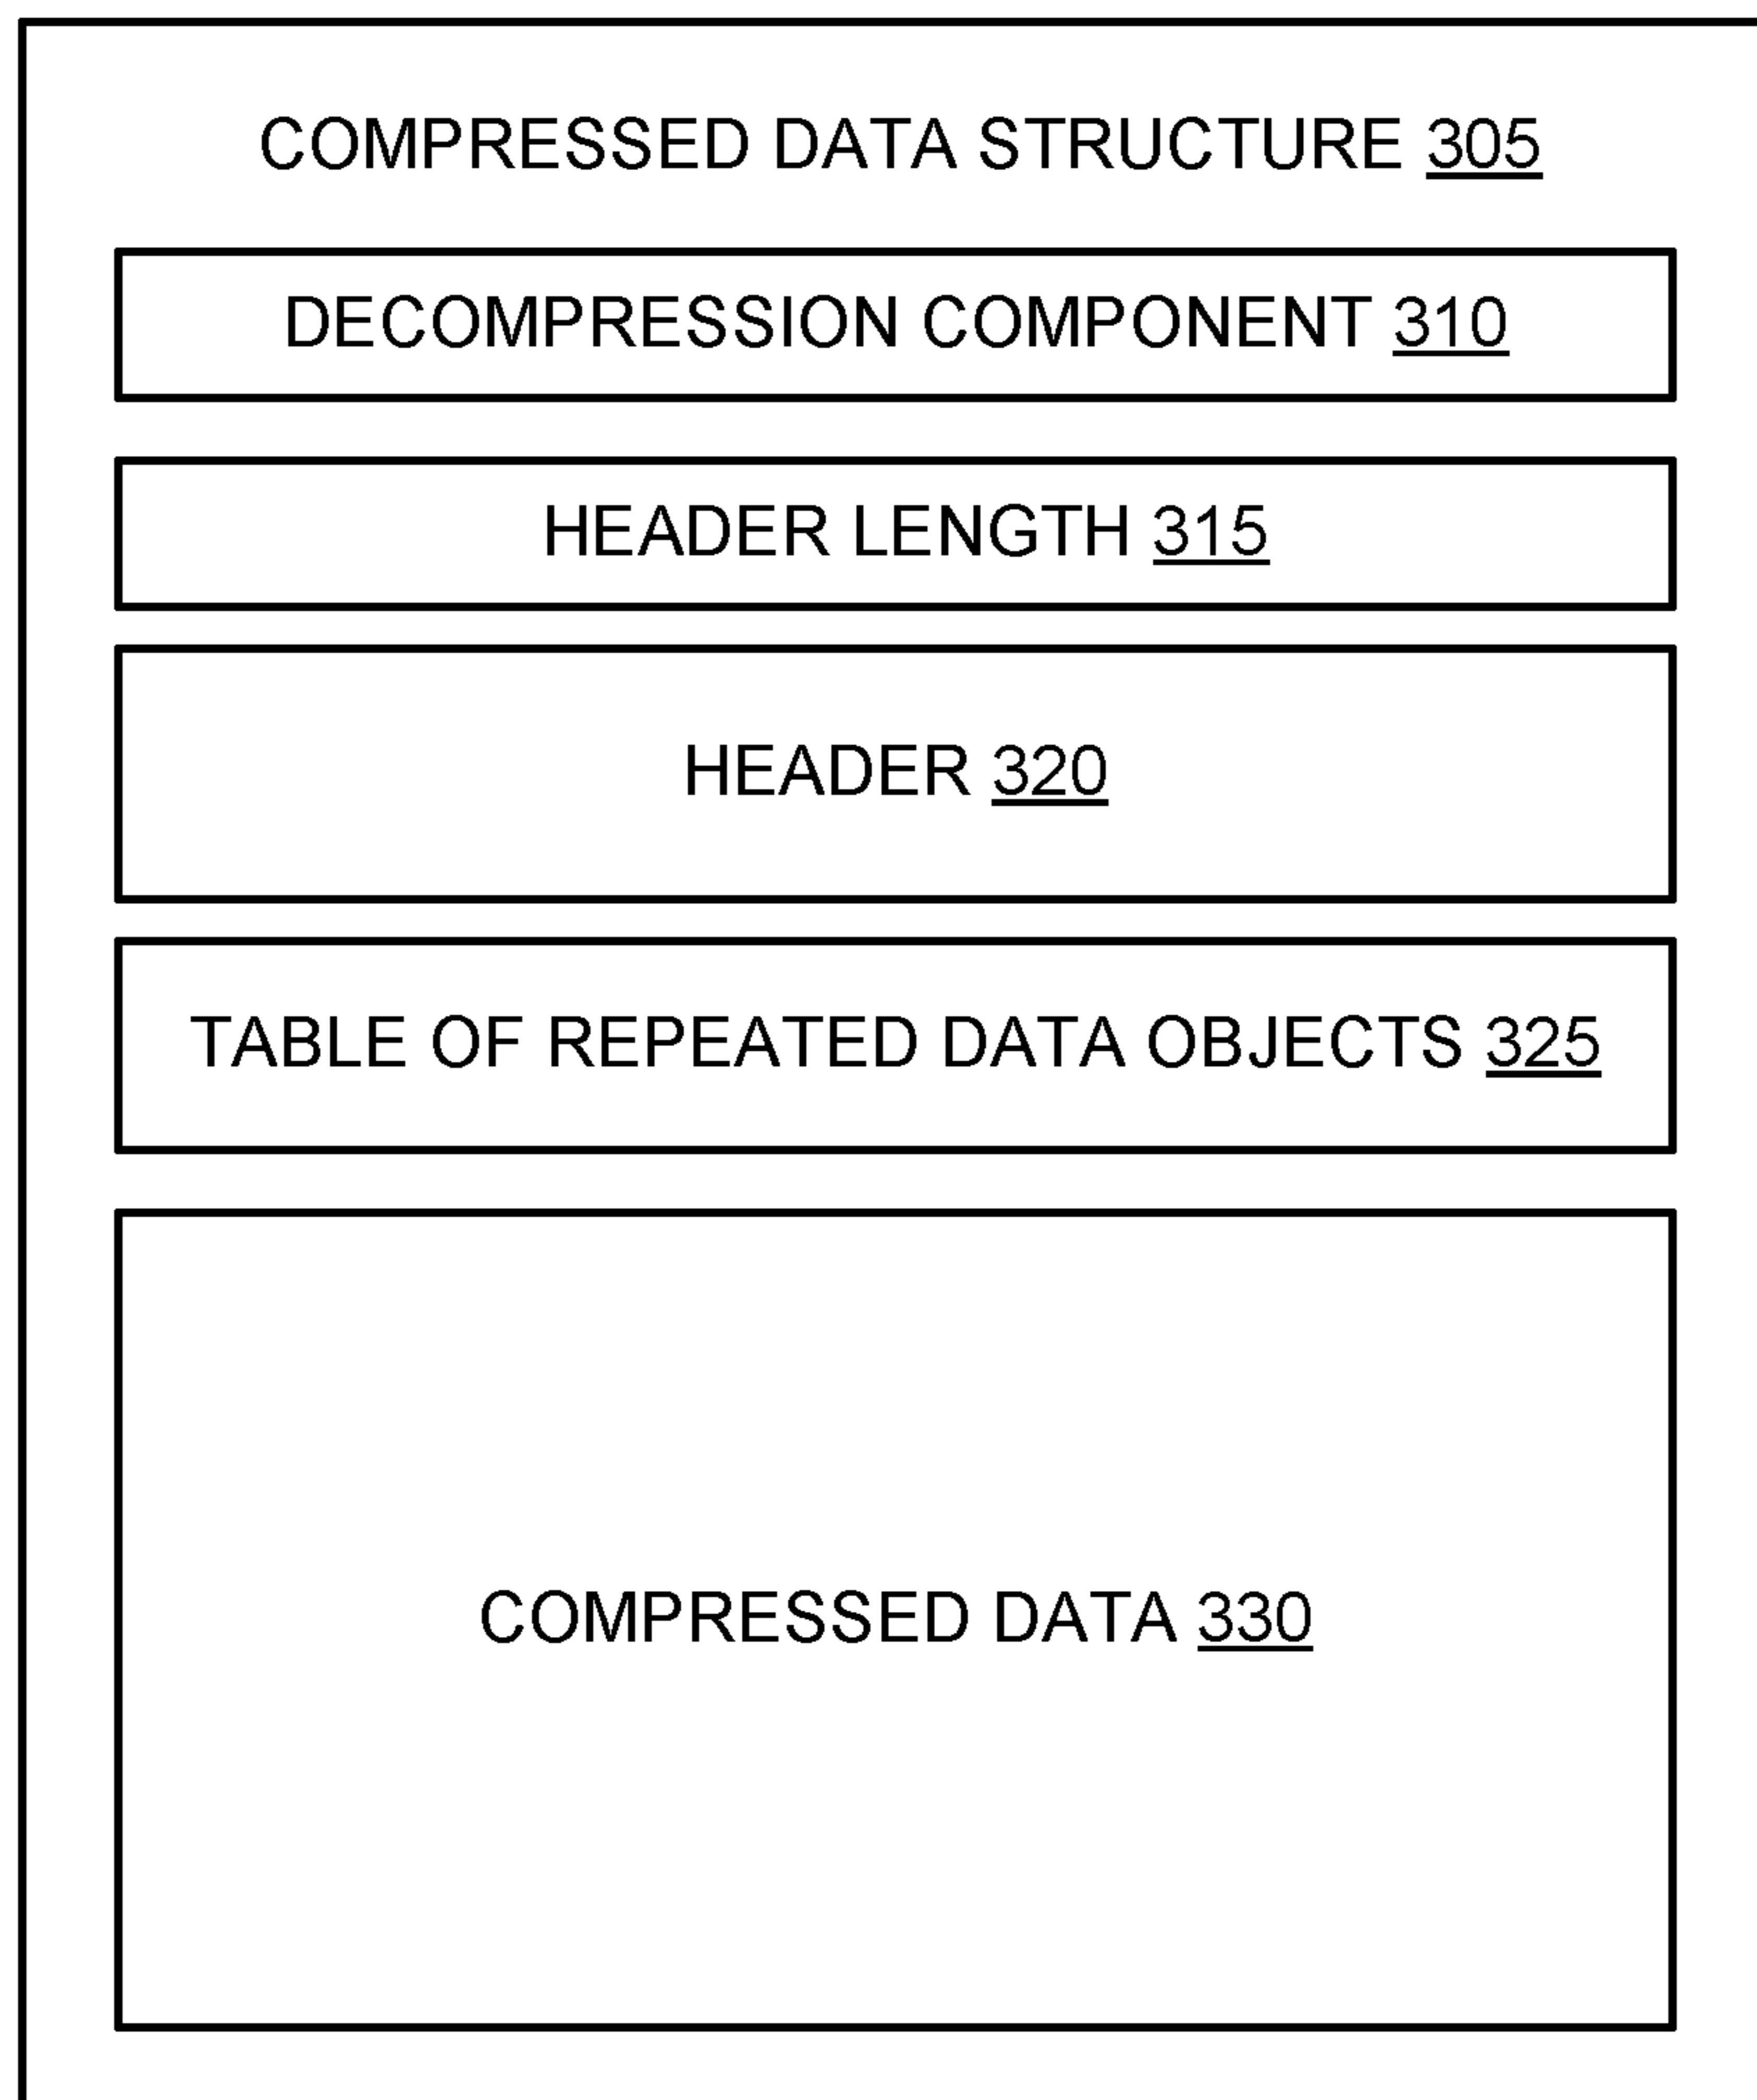 COMPRESSED DATA STRUCTURE 305
DECOMPRESSION COMPONENT 310
HEADER LENGTH 315
HEADER 320
TABLE OF REPEATED DATA OBJECTS 325
COMPRESSED DATA 330